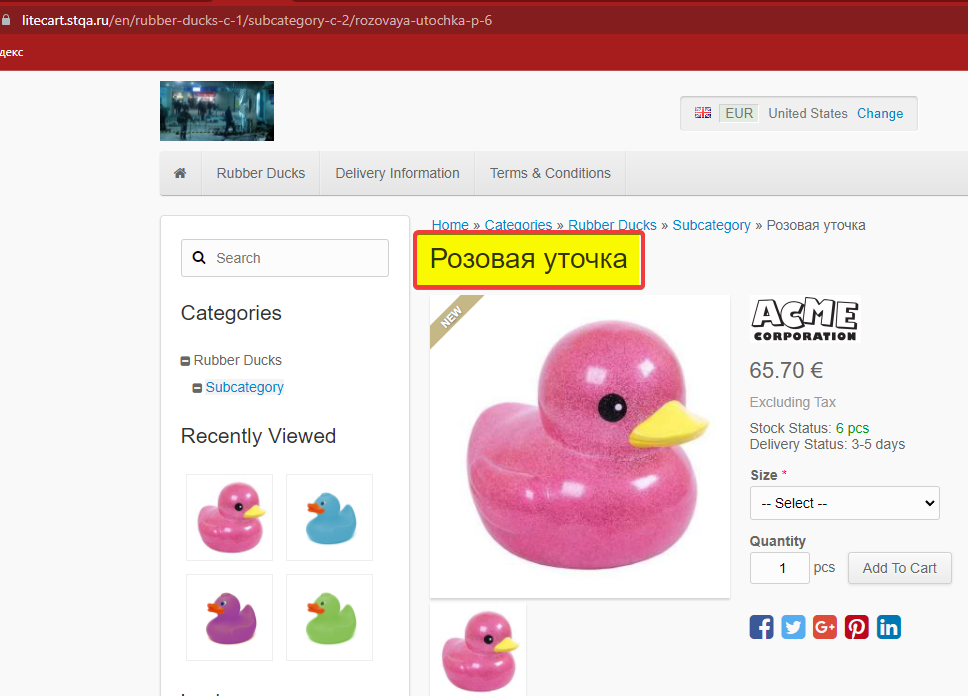 litecart.stqa.ru/en/rubber-ducks-c-1/subcategory-c-2/rozovaya-utochka-p-6
декс
EUR United States Change
Rubber Ducks Delivery Information Terms & Conditions
Home » Categories » Rubber Ducks » Subcategory » Розовая уточка
Search
Розовая уточка
Categories
Rubber Ducks
Subcategory
Recently Viewed
NEW
ACME
CORPORATION
65.70 €
Excluding Tax
Stock Status: 6 pcs
Delivery Status: 3-5 days
Size *
-- Select --
Quantity
1 pcs Add To Cart